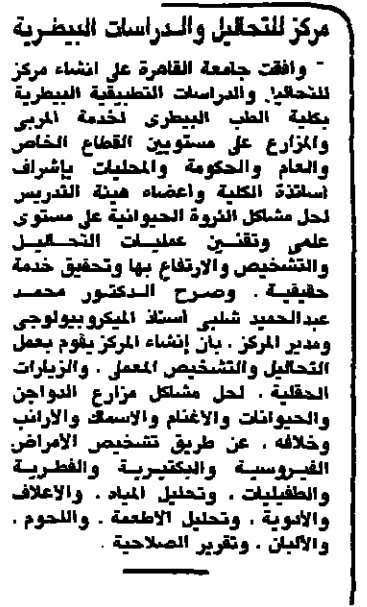 مركز للتحاليل والدراسات البيطرية
- وافقت جامعة القاهرة على انشاء مركز
للتحاليل والدراسات التطبيقية البيطرية
بكلية الطب البيطرى لخدمة المربى
والمزارع على مستويين القطاع الخاص
والعام والحكومة والمحليات بإشراف
أساتذة الكلية وأعضاء هيئة التدريس
لحل مشاكل الثروة الحيوانية على مستوى
علمى وتقنين عمليات التحاليل
والتشخيص والارتفاع بها وتحقيق خدمة
حقيقية . وصرح الدكتور محمد
عبدالحميد شلبى أستاذ الميكروبيولوجى
ومدير المركز . بأن إنشاء المركز يقوم بعمل
التحاليل والتشخيص المعملى . والزيارات
الحقلية . لحل مشاكل مزارع الدواجن
والحيوانات والاغنام والاسماك والارانب
وخلافه . عن طريق تشخيص الأمراض
الفيروسية والبكتيرية والفطرية
والطفيليات . وتحليل المياه . والاعلاف
والأدوية . وتحليل الاطعمة . واللحوم .
والألبان . وتقرير الصلاحية .